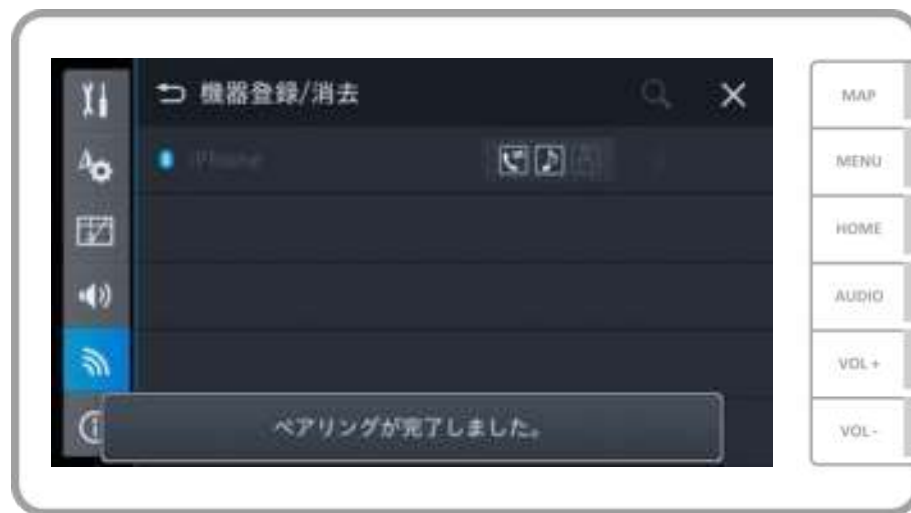 機器登録/消去
iPhone
ペアリングが完了しました。
MAP
MENU
HOME
AUDIO
VOL +
VOL -